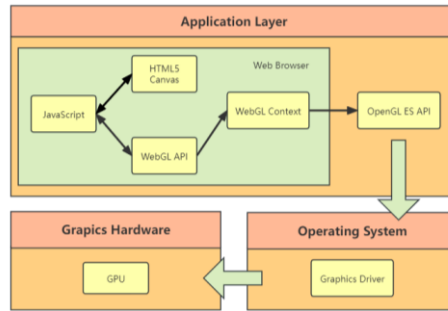 Application Layer
Web Browser
HTML5
Canvas
JavaScript
WebGL API
WebGL Context
OpenGL ES API
Grapics Hardware
GPU
Operating System
Graphics Driver